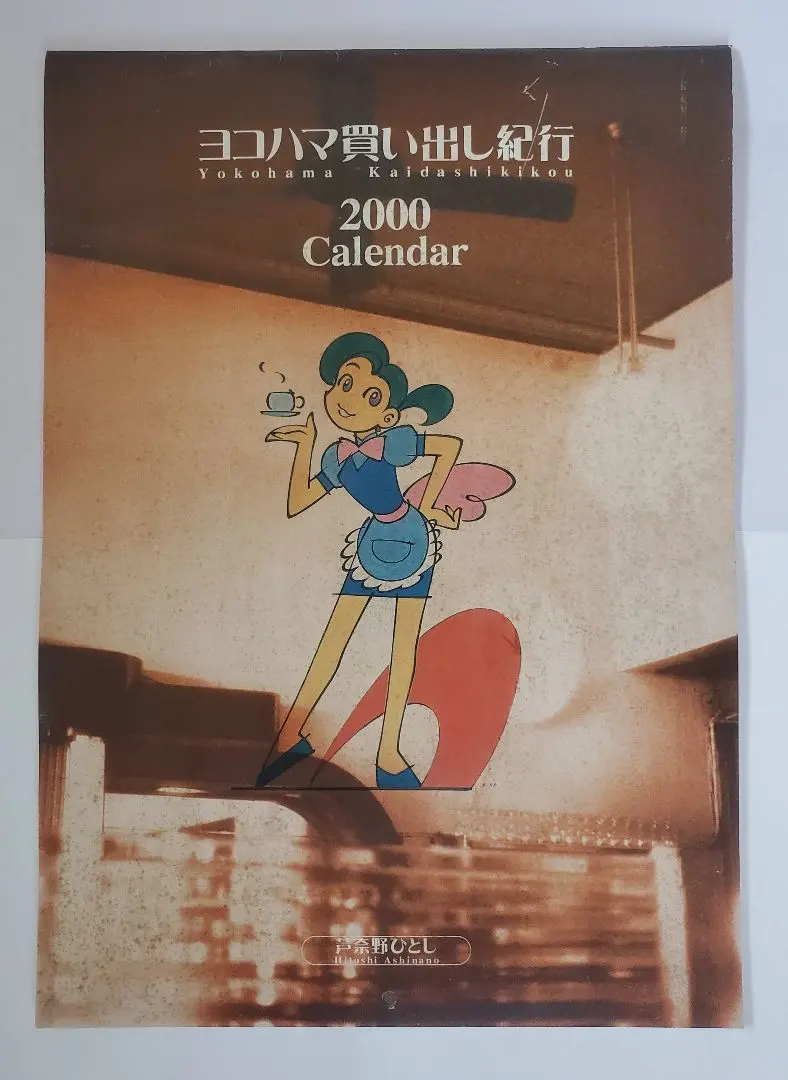 ヨコハマ買い出し紀行
Yokohama Kaidashikikou
2000
Calendar
芦奈野ひとし
Hitoshi Ashinano